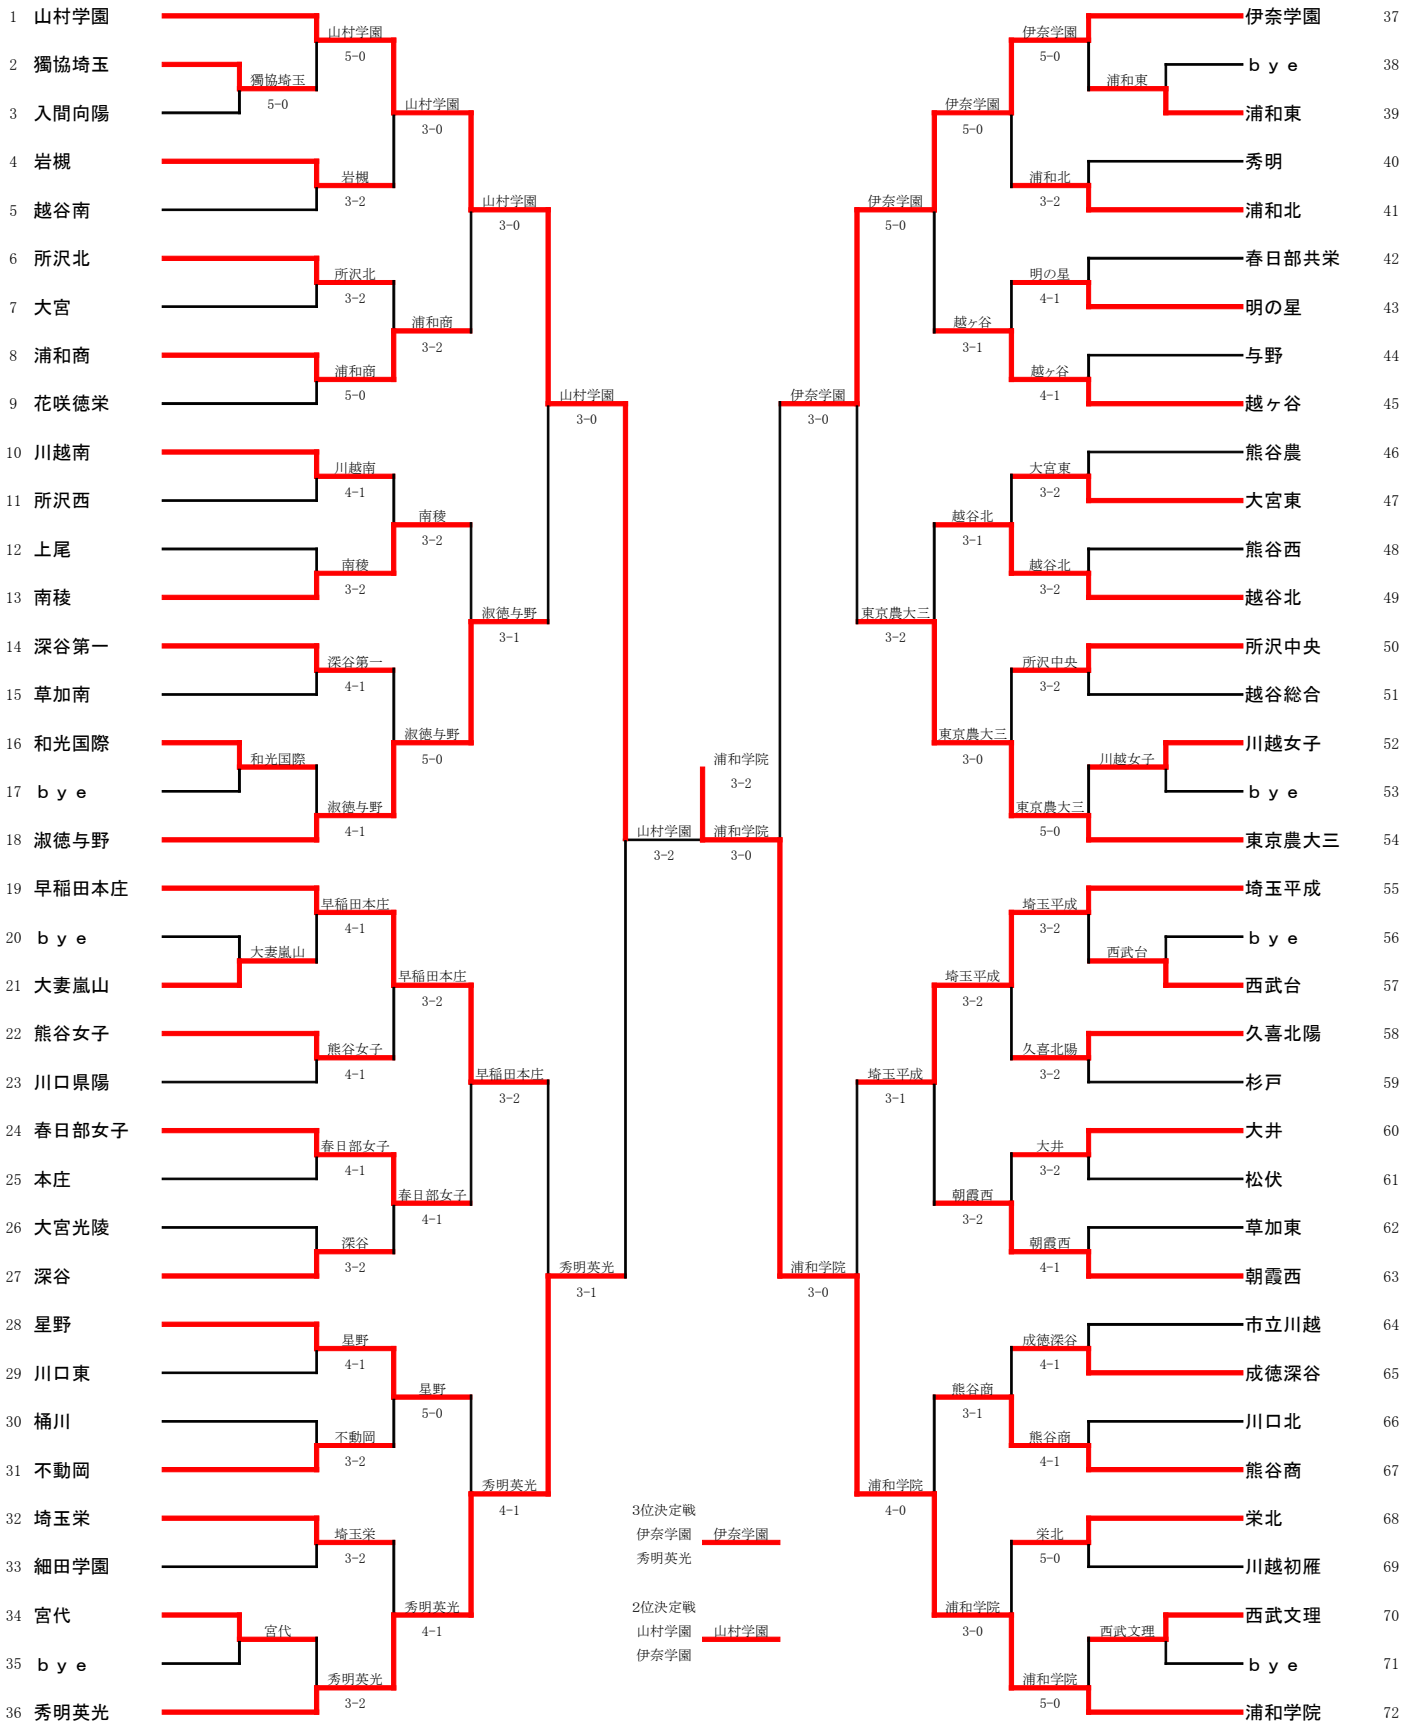 1 山村学園
2 獨協埼玉
3 入間向陽
4 岩槻
5 越谷南
6 所沢北
7 大宮
8 浦和商
9 花咲徳栄
10 川越南
11 所沢西
12 上尾
13 南稜
14 深谷第一
15 草加南
16 和光国際
17 ｂｙｅ
18 淑徳与野
19 早稲田本庄
20 ｂｙｅ
21 大妻嵐山
22 熊谷女子
23 川口県陽
24 春日部女子
25 本庄
26 大宮光陵
27 深谷
28 星野
29 川口東
30 桶川
31 不動岡
32 埼玉栄
33 細田学園
34 宮代
35 ｂｙｅ
36 秀明英光
獨協埼玉
5-0
和光国際
大妻嵐山
宮代
山村学園
5-0
岩槻
3-2
所沢北
3-2
浦和商
5-0
川越南
4-1
南稜
3-2
深谷第一
4-1
淑徳与野
4-1
早稲田本庄
4-1
熊谷女子
4-1
春日部女子
4-1
深谷
3-2
星野
4-1
不動岡
3-2
埼玉栄
3-2
秀明英光
3-2
山村学園
3-0
浦和商
3-2
南稜
3-2
淑徳与野
5-0
早稲田本庄
3-2
春日部女子
4-1
星野
5-0
秀明英光
4-1
山村学園
3-0
淑徳与野
3-1
早稲田本庄
3-2
秀明英光
4-1
山村学園
3-0
秀明英光
3-1
山村学園
3-2
浦和学院
3-2
浦和学院
3-0
3位決定戦
伊奈学園 伊奈学園
秀明英光
2位決定戦
山村学園 山村学園
伊奈学園
伊奈学園
3-0
浦和学院
3-0
伊奈学園
5-0
東京農大三
3-2
埼玉平成
3-1
浦和学院
4-0
伊奈学園
5-0
越ヶ谷
3-1
越谷北
3-1
東京農大三
3-0
埼玉平成
3-2
朝霞西
3-2
熊谷商
3-1
浦和学院
3-0
伊奈学園
5-0
浦和北
3-2
明の星
4-1
越ヶ谷
4-1
大宮東
3-2
越谷北
3-2
所沢中央
3-2
東京農大三
5-0
埼玉平成
3-2
久喜北陽
3-2
大井
3-2
朝霞西
4-1
成徳深谷
4-1
熊谷商
4-1
栄北
5-0
浦和学院
5-0
浦和東
川越女子
西武台
西武文理
伊奈学園 37
ｂｙｅ 38
浦和東 39
秀明 40
浦和北 41
春日部共栄 42
明の星 43
与野 44
越ヶ谷 45
熊谷農 46
大宮東 47
熊谷西 48
越谷北 49
所沢中央 50
越谷総合 51
川越女子 52
ｂｙｅ 53
東京農大三 54
埼玉平成 55
ｂｙｅ 56
西武台 57
久喜北陽 58
杉戸 59
大井 60
松伏 61
草加東 62
朝霞西 63
市立川越 64
成徳深谷 65
川口北 66
熊谷商 67
栄北 68
川越初雁 69
西武文理 70
ｂｙｅ 71
浦和学院 72